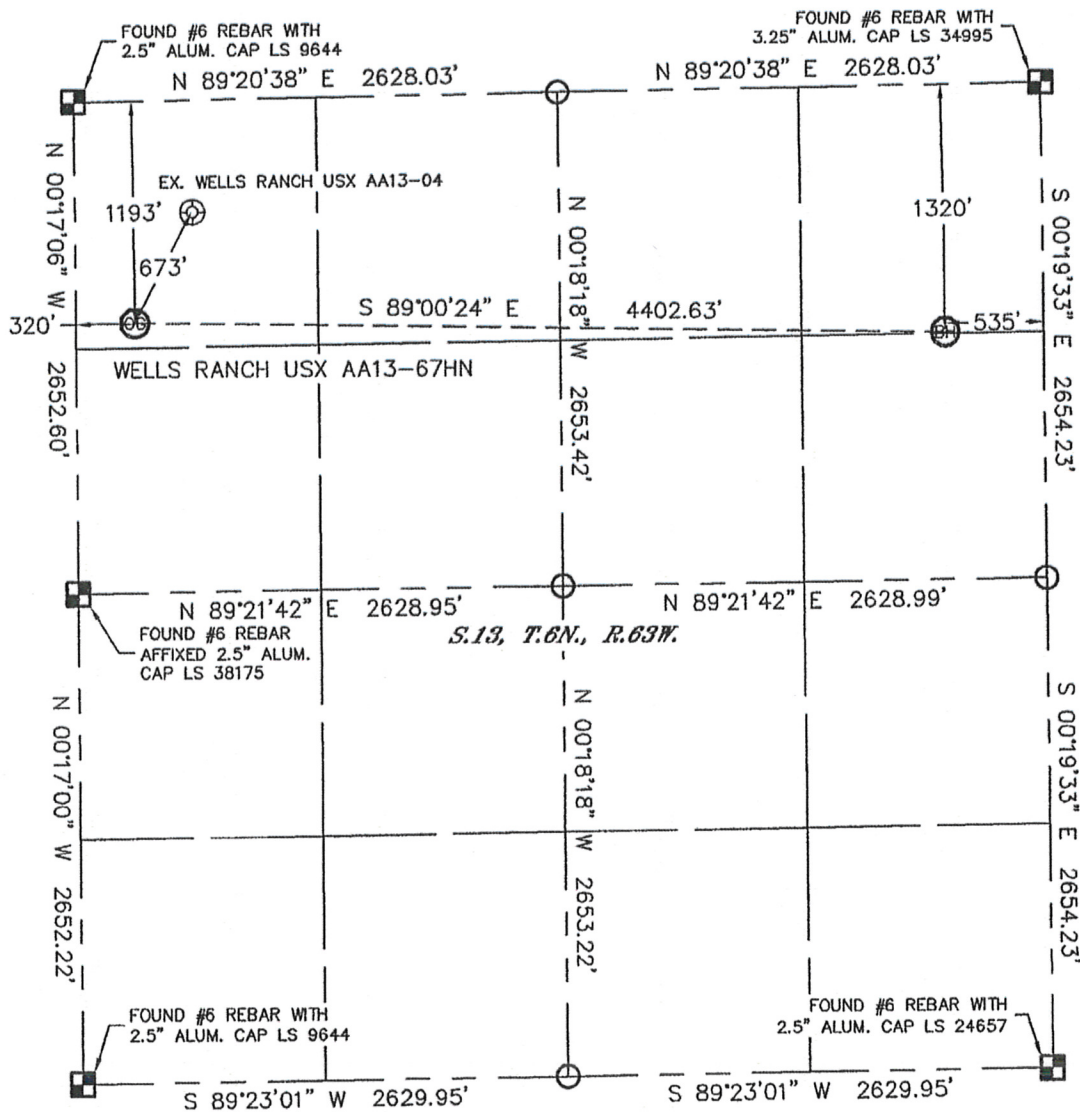 FOUND #6 REBAR WITH
2.5" ALUM. CAP LS 9644
FOUND #6 REBAR WITH
3.25" ALUM. CAP LS 34995
N 89°20'38" E 2628.03'
N 89°20'38" E 2628.03'
N 00°17'06" W 2652.60'
EX. WELLS RANCH USX AA13-04
1193'
673'
N 00°18'18" W 2653.42'
1320'
S 00°19'33" E 2654.23'
320'
S 89°00'24" E 4402.63'
535'
BH
WELLS RANCH USX AA13-67HN
N 89°21'42" E 2628.95'
N 89°21'42" E 2628.99'
FOUND #6 REBAR
AFFIXED 2.5" ALUM.
CAP LS 38175
S.13, T.6N., R.63W.
N 00°17'00" W 2652.22'
N 00°18'18" W 2653.22'
S 00°19'33" E 2654.23'
FOUND #6 REBAR WITH
2.5" ALUM. CAP LS 9644
FOUND #6 REBAR WITH
2.5" ALUM. CAP LS 24657
S 89°23'01" W 2629.95'
S 89°23'01" W 2629.95'